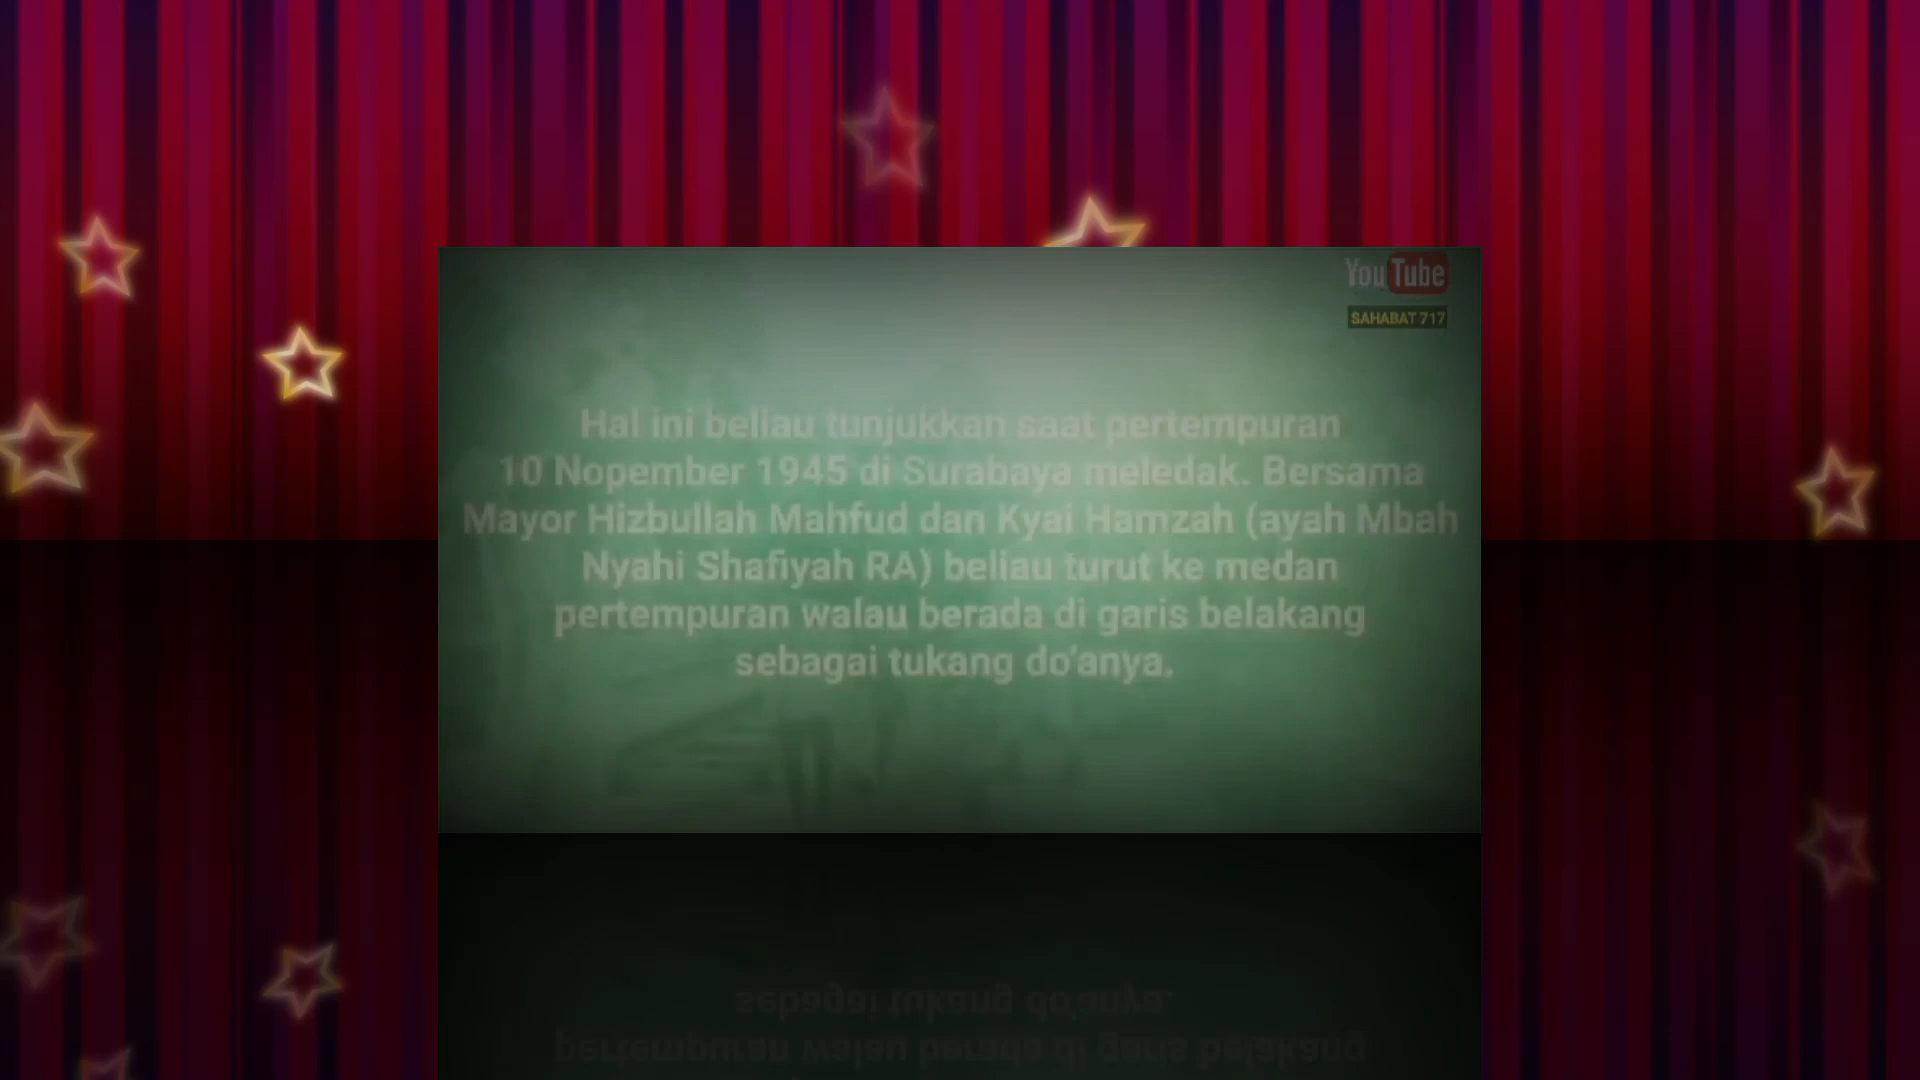 YouTube
SAHABAT 717
Hal ini beliau tunjukkan saat pertempuran
10 Nopember 1945 di Surabaya meledak. Bersama
Mayor Hizbullah Mahfud dan Kyai Hamzah (ayah Mbah
Nyahi Shafiyah RA) beliau turut ke medan
pertempuran walau berada di garis belakang
sebagai tukang do'anya.